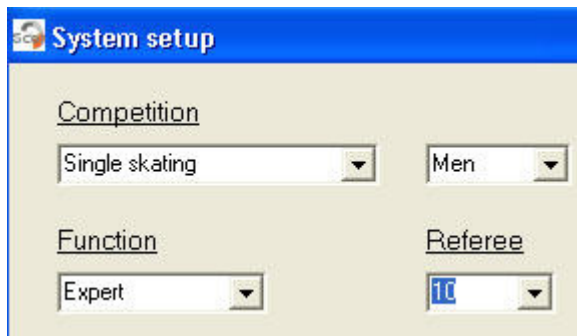 System setup
Competition
Single skating Men
Function Referee
Expert 10